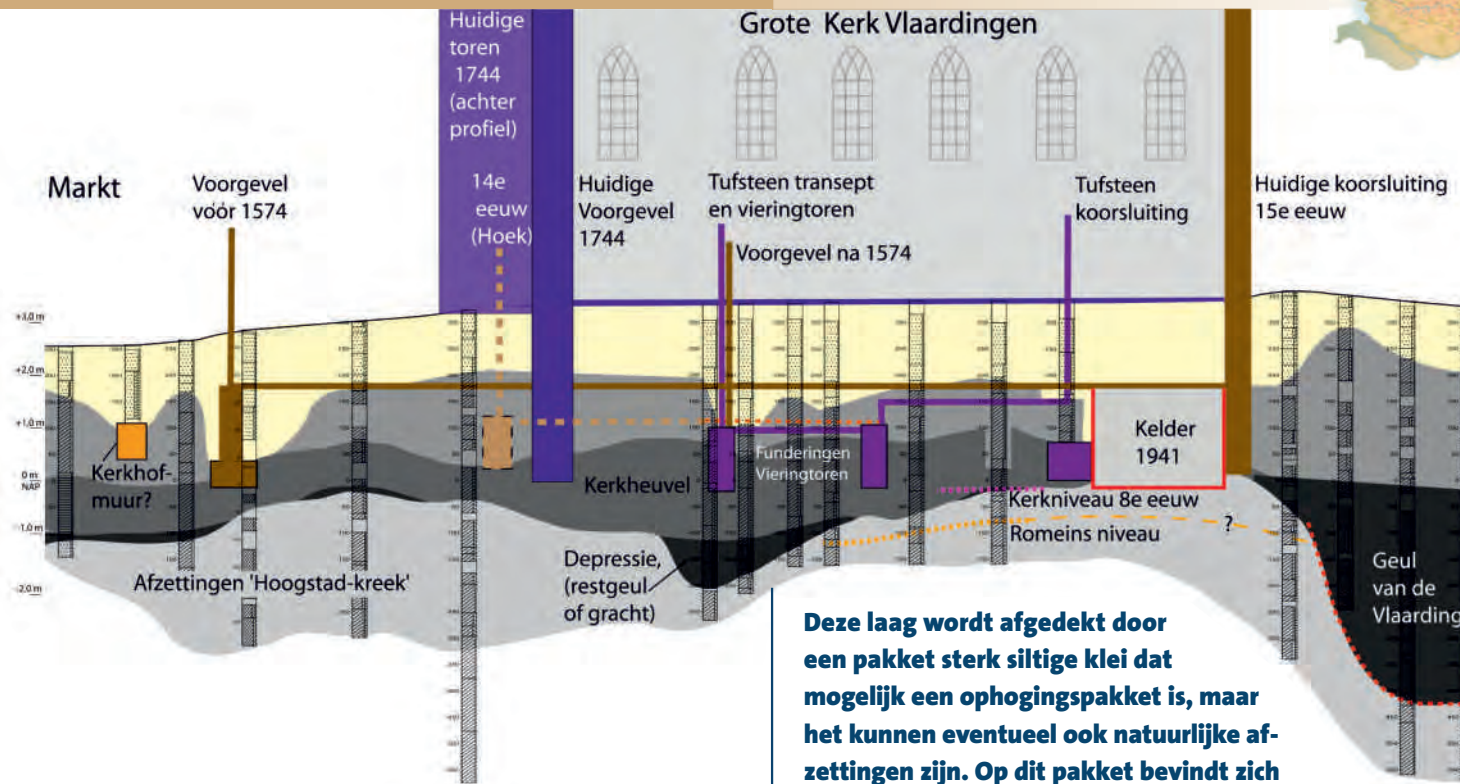 Grote Kerk Vlaardingen
Huidige
toren
1744
(achter
profiel)
14e
eeuw
(Hoek)
Markt
Voorgevel
vóór 1574
Huidige
Voorgevel
1744
Tufsteen transept
en vieringtoren
Voorgevel na 1574
Tufsteen
koorsluiting
Huidige koorsluiting
15e eeuw
+3,0 m
+2,0 m
+1,0 m
0 m
NAP
-1,0 m
-2,0 m
Kerkhof-
muur?
Kerkheuvel
Funderingen
Vieringtoren
Kelder
1941
Kerkniveau 8e eeuw
Romeins niveau
?
Afzettingen 'Hoogstad-kreek'
Depressie,
(restgeul
of gracht)
Geul
van de
Vlaarding
Deze laag wordt afgedekt door
een pakket sterk siltige klei dat
mogelijk een ophogingspakket is, maar
het kunnen eventueel ook natuurlijke af-
zettingen zijn. Op dit pakket bevindt zich